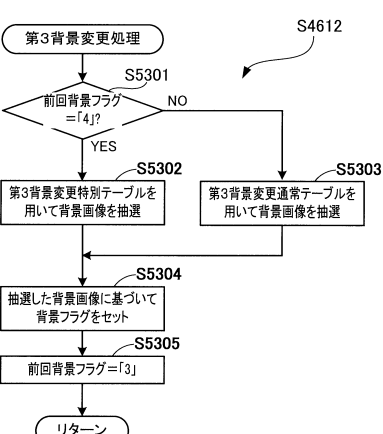 第3背景変更処理
S4612
S5301
前回背景フラグ
=「4」?
NO
YES
S5302
第3背景変更特別テーブルを
用いて背景画像を抽選
S5303
第3背景変更通常テーブルを
用いて背景画像を抽選
S5304
抽選した背景画像に基づいて
背景フラグをセット
S5305
前回背景フラグ=「3」
リターン